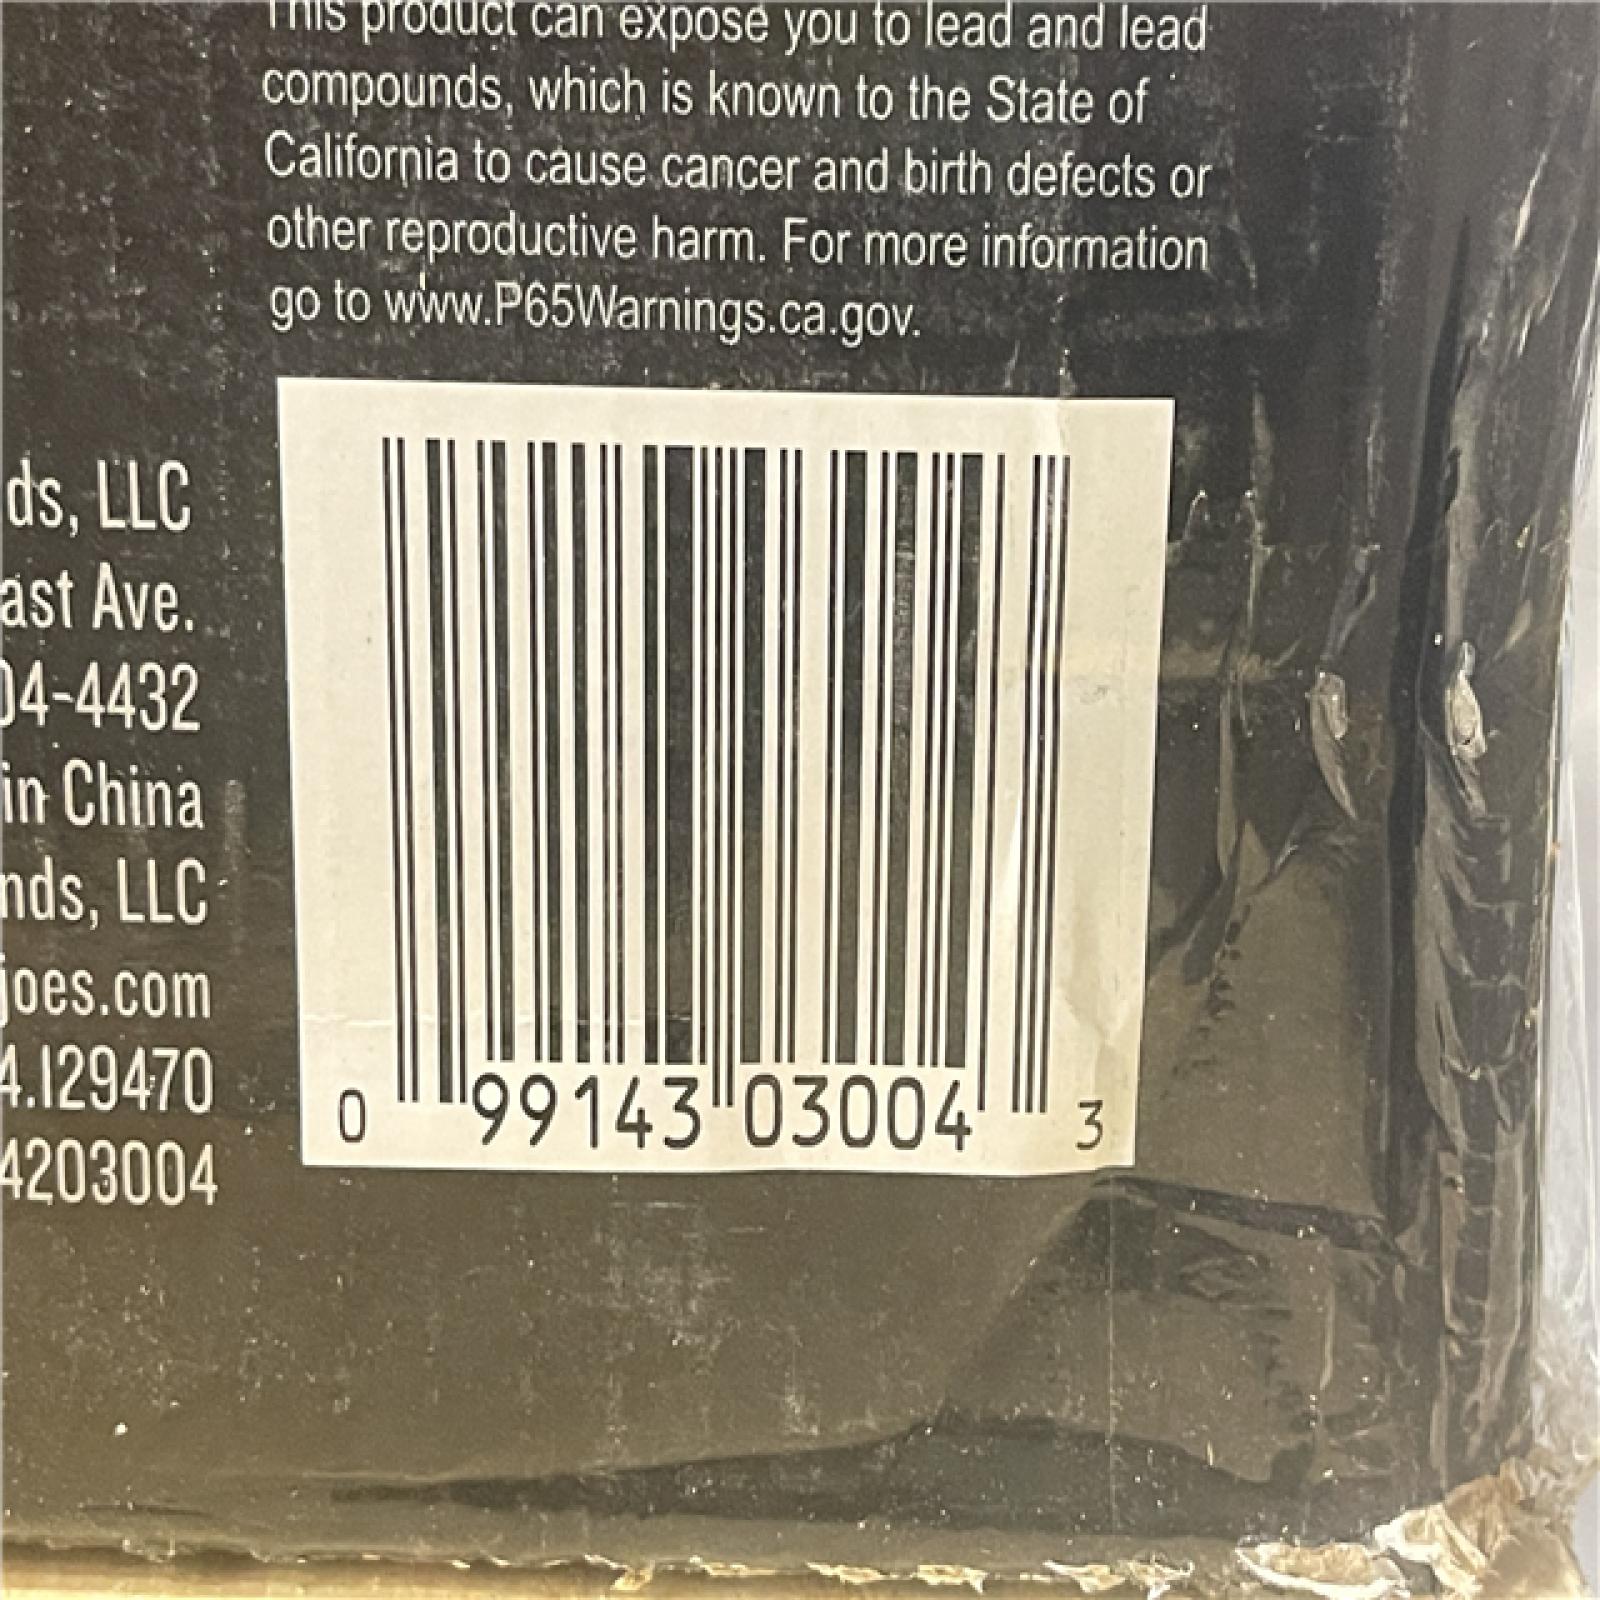 This product can expose you to lead and lead
compounds, which is known to the State of
California to cause cancer and birth defects or
other reproductive harm. For more information
go to www.P65Warnings.ca.gov.
ds, LLC
ast Ave.
04-4432
in China
nds, LLC
joes.com
4.129470
4203004
0 99143 03004 3